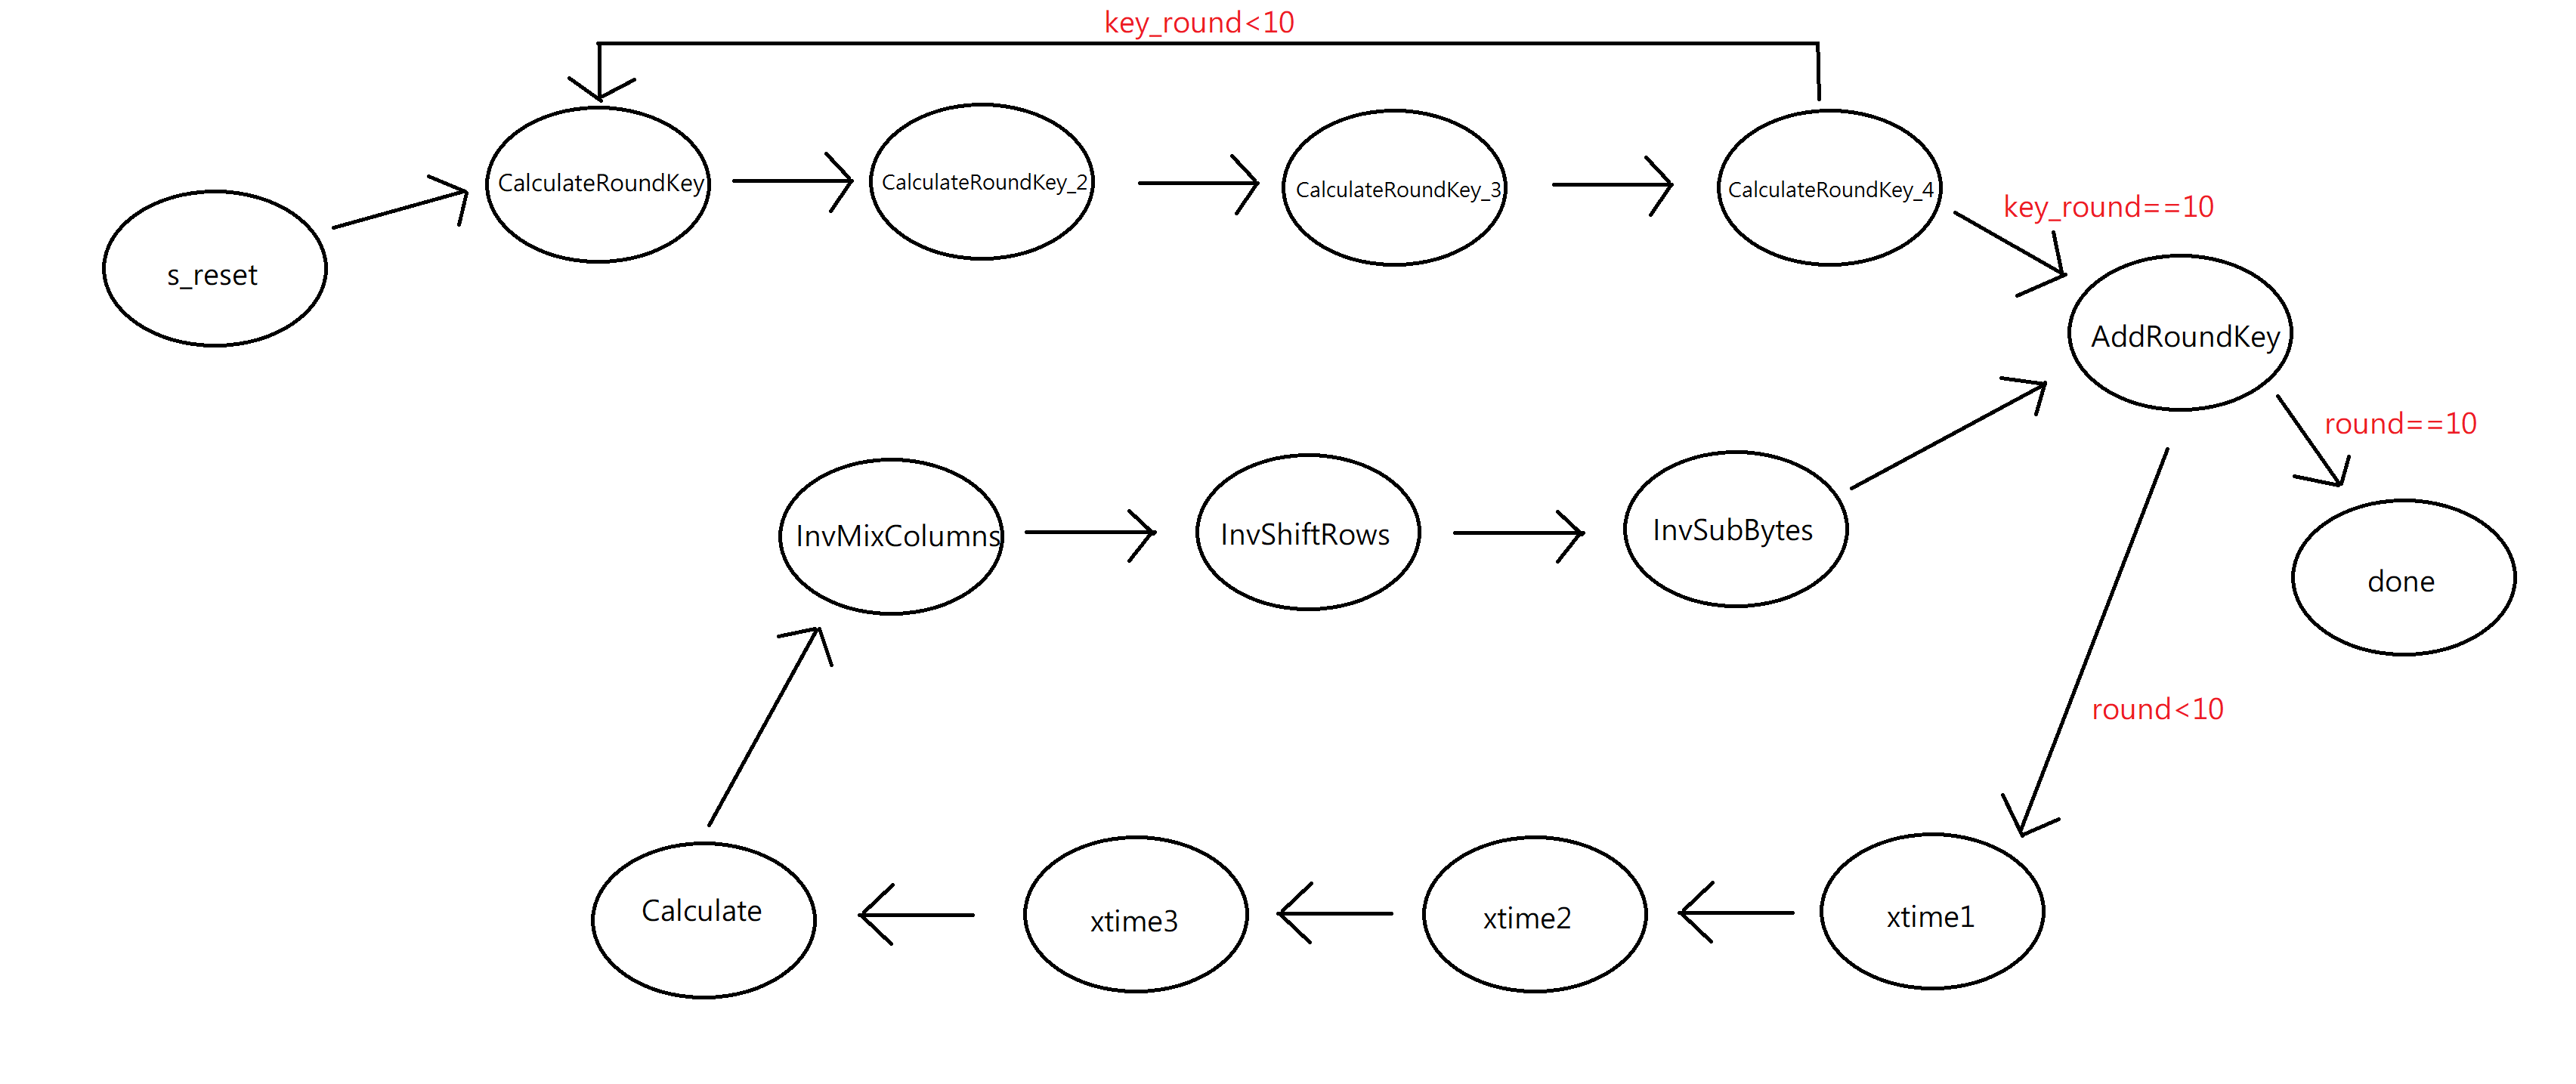 key_round<10
CalculateRoundKey
CalculateRoundKey_2
CalculateRoundKey_3
CalculateRoundKey_4
key_round==10
s_reset
AddRoundKey
round==10
InvMixColumns
InvShiftRows
InvSubBytes
done
round<10
Calculate
xtime3
xtime2
xtime1